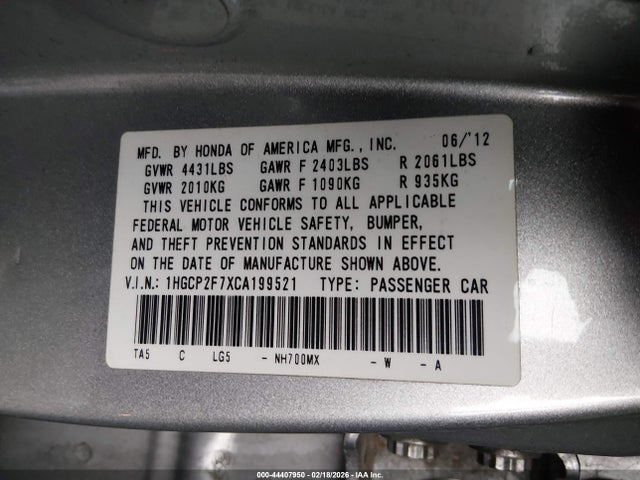 MFD. BY HONDA OF AMERICA MFG., INC. 06/'12
GVWR 4431LBS GAWR F 2403LBS R 2061LBS
GVWR 2010KG GAWR F 1090KG R 935KG
THIS VEHICLE CONFORMS TO ALL APPLICABLE
FEDERAL MOTOR VEHICLE SAFETY, BUMPER,
AND THEFT PREVENTION STANDARDS IN EFFECT
ON THE DATE OF MANUFACTURE SHOWN ABOVE.
V.I.N.: 1HGCP2F7XCA199521 TYPE: PASSENGER CAR
TA5 C LG5 - NH700MX - W - A
000-44407950 - 02/18/2026 - IAA Inc.